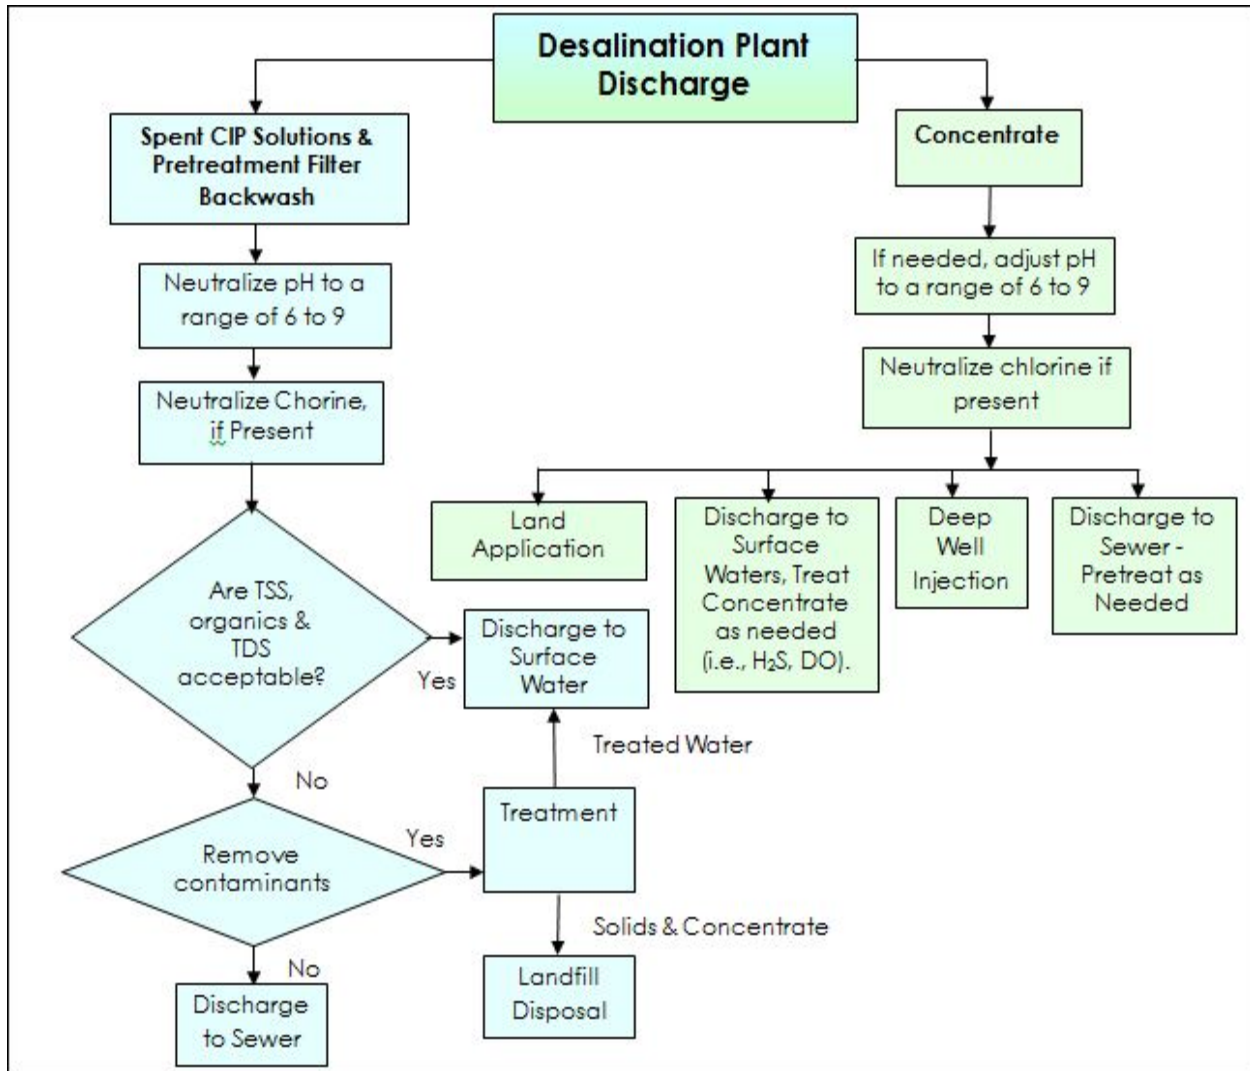 Desalination Plant
Discharge
Spent CIP Solutions &
Pretreatment Filter
Backwash
Concentrate
Neutralize pH to a
range of 6 to 9
If needed, adjust pH
to a range of 6 to 9
Neutralize Chorine,
if Present
Neutralize chlorine if
present
Land
Application
Discharge to
Surface
Waters, Treat
Concentrate
as needed
(i.e., H₂S, DO).
Deep
Well
Injection
Discharge to
Sewer -
Pretreat as
Needed
Are TSS,
organics &
TDS
acceptable?
Yes
Discharge to
Surface
Water
No
Treated Water
Remove
contaminants
Yes
Treatment
Solids & Concentrate
No
Landfill
Disposal
Discharge
to Sewer